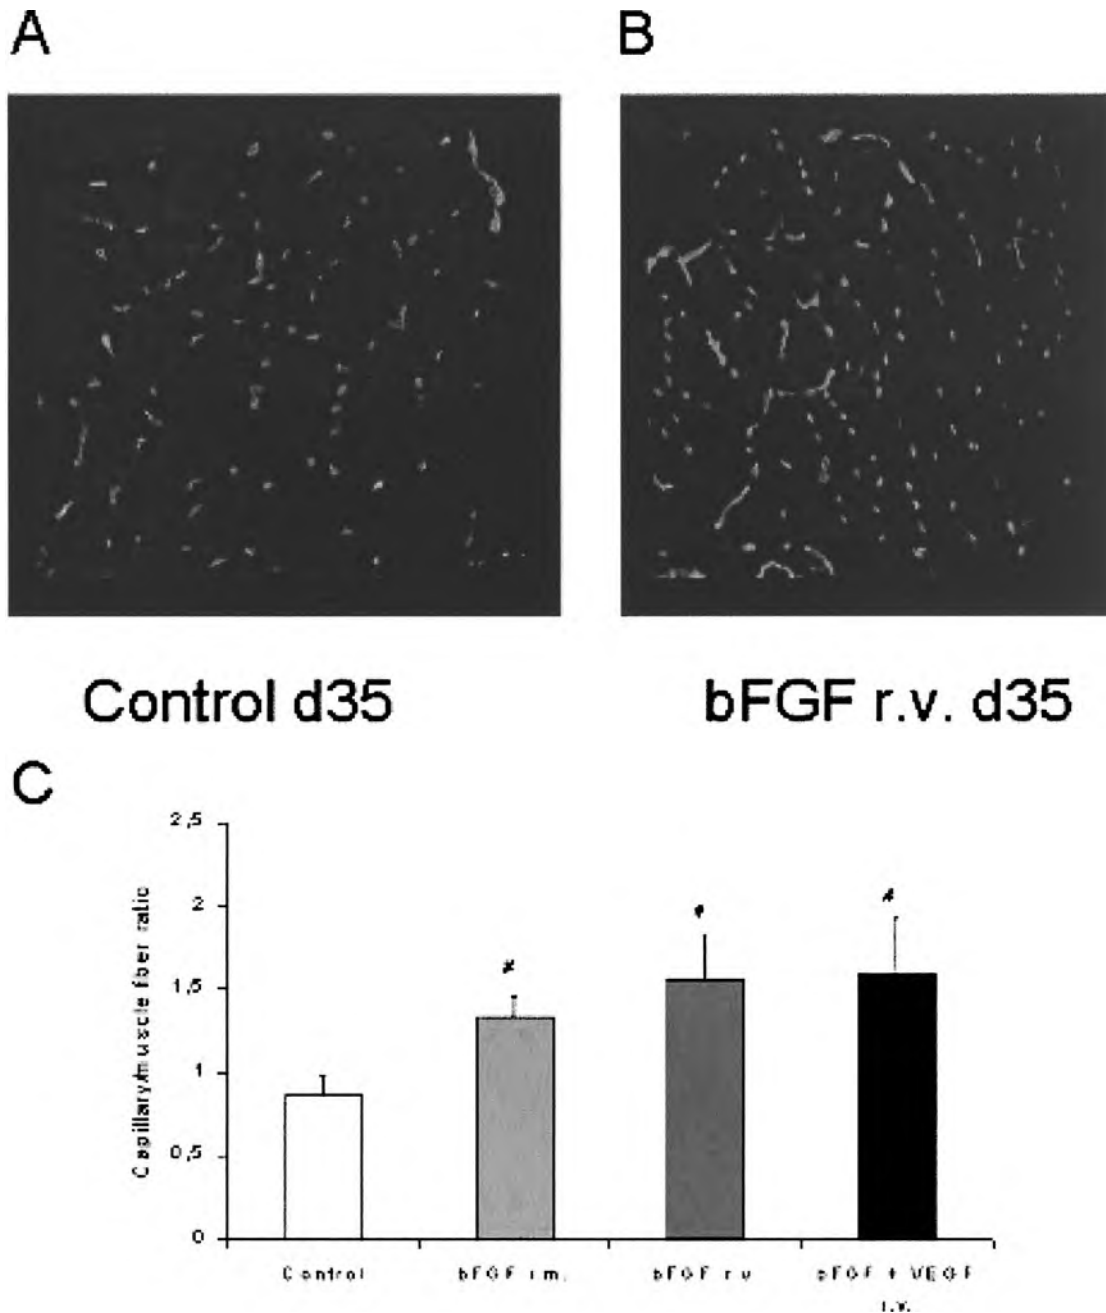 A
B
Control d35
bFGF r.v. d35
C
Capillary/muscle fiber ratio
2,5
2
1,5
1
0,5
0
*
#
#
Control
bFGF i.m.
bFGF r.v
bFGF + VEGF
r.v.